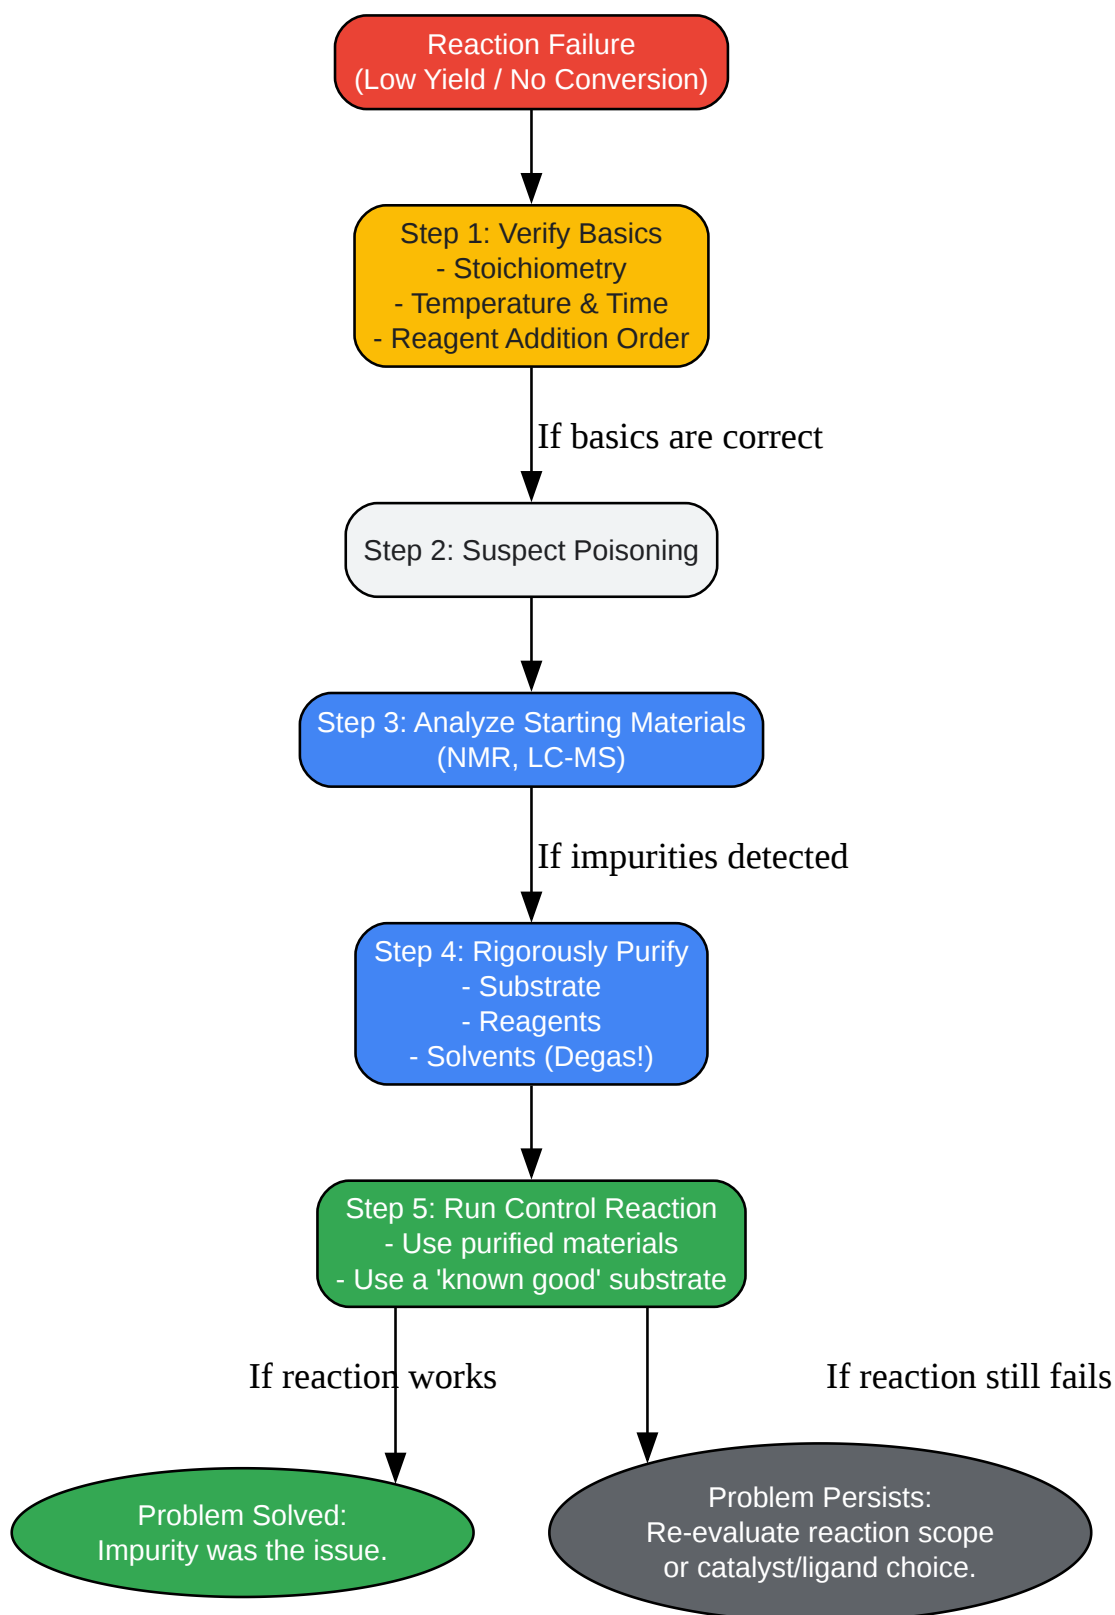 Reaction Failure
(Low Yield / No Conversion)
Step 1: Verify Basics
- Stoichiometry
- Temperature & Time
- Reagent Addition Order
If basics are correct
Step 2: Suspect Poisoning
Step 3: Analyze Starting Materials
(NMR, LC-MS)
If impurities detected
Step 4: Rigorously Purify
- Substrate
- Reagents
- Solvents (Degas!)
Step 5: Run Control Reaction
- Use purified materials
- Use a 'known good' substrate
If reaction works
If reaction still fails
Problem Solved:
Impurity was the issue.
Problem Persists:
Re-evaluate reaction scope
or catalyst/ligand choice.